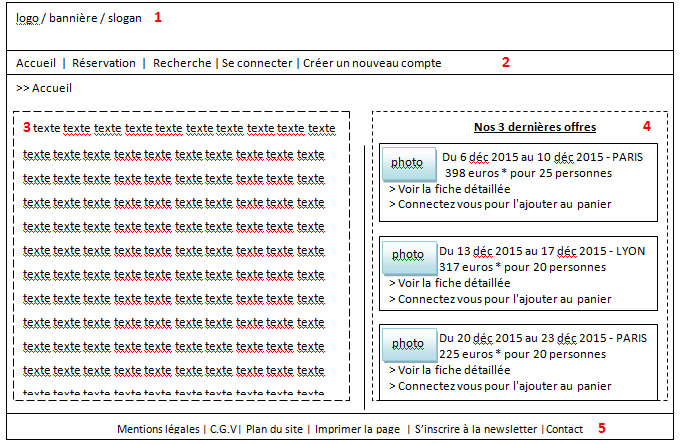 logo / bannière / slogan 1
Accueil | Réservation | Recherche | Se connecter | Créer un nouveau compte 2
>> Accueil
3 texte texte texte texte texte texte texte texte texte texte
texte texte texte texte texte texte texte texte texte texte
texte texte texte texte texte texte texte texte texte texte
texte texte texte texte texte texte texte texte texte texte
texte texte texte texte texte texte texte texte texte texte
texte texte texte texte texte texte texte texte texte texte
texte texte texte texte texte texte texte texte texte texte
texte texte texte texte texte texte texte texte texte texte
texte texte texte texte texte texte texte texte texte texte
texte texte texte texte texte texte texte texte texte texte
texte texte texte texte texte texte texte texte texte texte
texte texte texte texte texte texte texte texte texte texte
Nos 3 dernières offres 4
photo
Du 6 déc 2015 au 10 déc 2015 - PARIS
398 euros * pour 25 personnes
> Voir la fiche détaillée
> Connectez vous pour l'ajouter au panier
photo
Du 13 déc 2015 au 17 déc 2015 - LYON
317 euros * pour 20 personnes
> Voir la fiche détaillée
> Connectez vous pour l'ajouter au panier
photo
Du 20 déc 2015 au 23 déc 2015 - PARIS
225 euros * pour 20 personnes
> Voir la fiche détaillée
> Connectez vous pour l'ajouter au panier
Mentions légales | C.G.V | Plan du site | Imprimer la page | S'inscrire à la newsletter | Contact 5